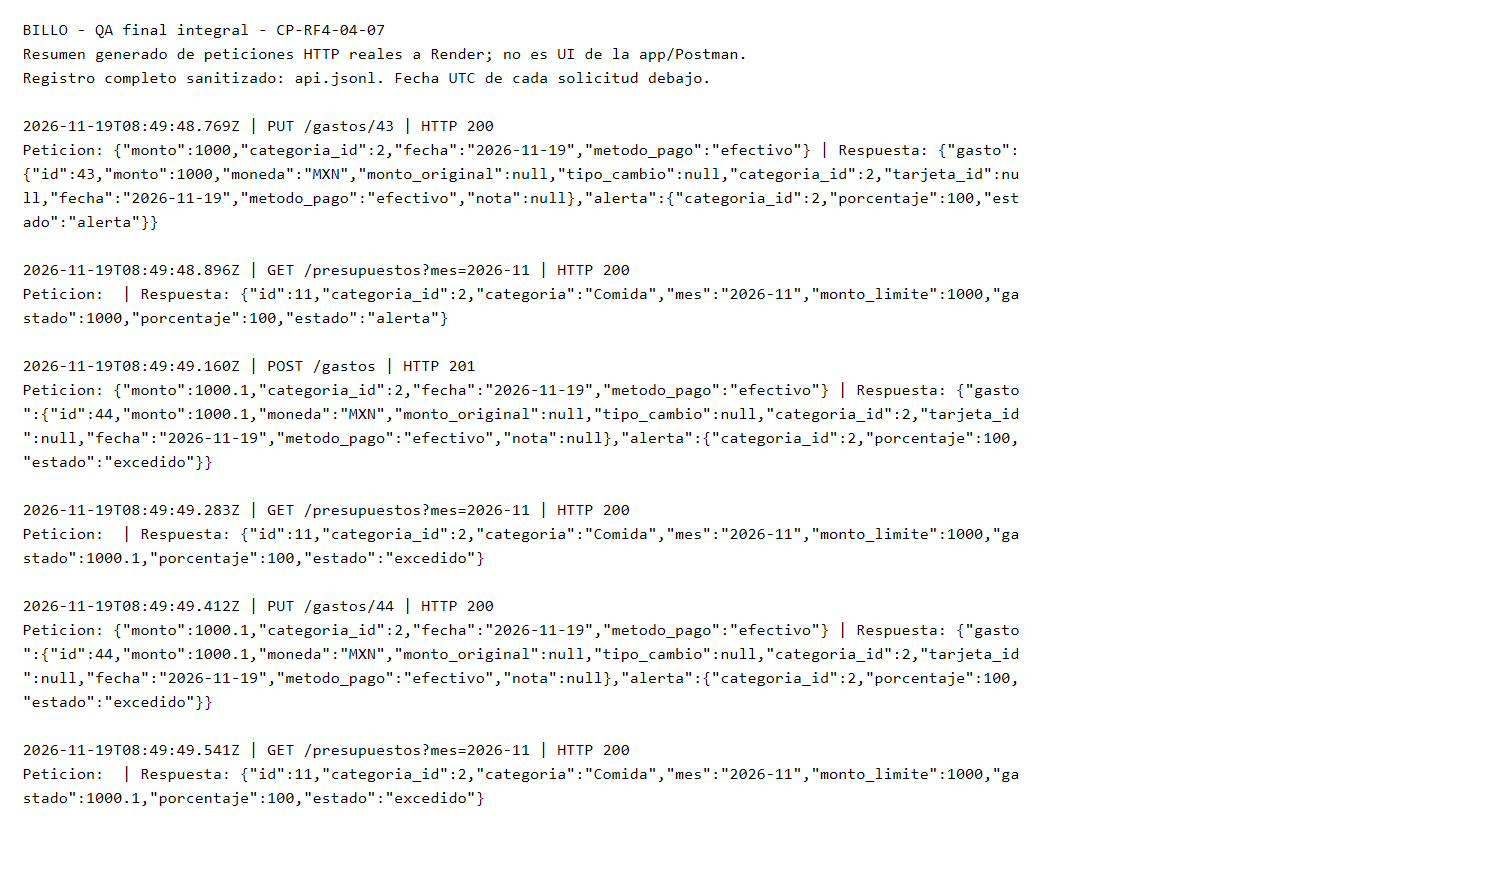 BILLO - QA final integral - CP-RF4-04-07
Resumen generado de peticiones HTTP reales a Render; no es UI de la app/Postman.
Registro completo sanitizado: api.jsonl. Fecha UTC de cada solicitud debajo.
2026-11-19T08:49:48.769Z | PUT /gastos/43 | HTTP 200
Peticion: {"monto":1000,"categoria_id":2,"fecha":"2026-11-19","metodo_pago":"efectivo"} | Respuesta: {"gasto":
{"id":43,"monto":1000,"moneda":"MXN","monto_original":null,"tipo_cambio":null,"categoria_id":2,"tarjeta_id":nu
ll,"fecha":"2026-11-19","metodo_pago":"efectivo","nota":null},"alerta":{"categoria_id":2,"porcentaje":100,"est
ado":"alerta"}}
2026-11-19T08:49:48.896Z | GET /presupuestos?mes=2026-11 | HTTP 200
Peticion:  | Respuesta: {"id":11,"categoria_id":2,"categoria":"Comida","mes":"2026-11","monto_limite":1000,"ga
stado":1000,"porcentaje":100,"estado":"alerta"}
2026-11-19T08:49:49.160Z | POST /gastos | HTTP 201
Peticion: {"monto":1000.1,"categoria_id":2,"fecha":"2026-11-19","metodo_pago":"efectivo"} | Respuesta: {"gasto
":{"id":44,"monto":1000.1,"moneda":"MXN","monto_original":null,"tipo_cambio":null,"categoria_id":2,"tarjeta_id
":null,"fecha":"2026-11-19","metodo_pago":"efectivo","nota":null},"alerta":{"categoria_id":2,"porcentaje":100,
"estado":"excedido"}}
2026-11-19T08:49:49.283Z | GET /presupuestos?mes=2026-11 | HTTP 200
Peticion:  | Respuesta: {"id":11,"categoria_id":2,"categoria":"Comida","mes":"2026-11","monto_limite":1000,"ga
stado":1000.1,"porcentaje":100,"estado":"excedido"}
2026-11-19T08:49:49.412Z | PUT /gastos/44 | HTTP 200
Peticion: {"monto":1000.1,"categoria_id":2,"fecha":"2026-11-19","metodo_pago":"efectivo"} | Respuesta: {"gasto
":{"id":44,"monto":1000.1,"moneda":"MXN","monto_original":null,"tipo_cambio":null,"categoria_id":2,"tarjeta_id
":null,"fecha":"2026-11-19","metodo_pago":"efectivo","nota":null},"alerta":{"categoria_id":2,"porcentaje":100,
"estado":"excedido"}}
2026-11-19T08:49:49.541Z | GET /presupuestos?mes=2026-11 | HTTP 200
Peticion:  | Respuesta: {"id":11,"categoria_id":2,"categoria":"Comida","mes":"2026-11","monto_limite":1000,"ga
stado":1000.1,"porcentaje":100,"estado":"excedido"}